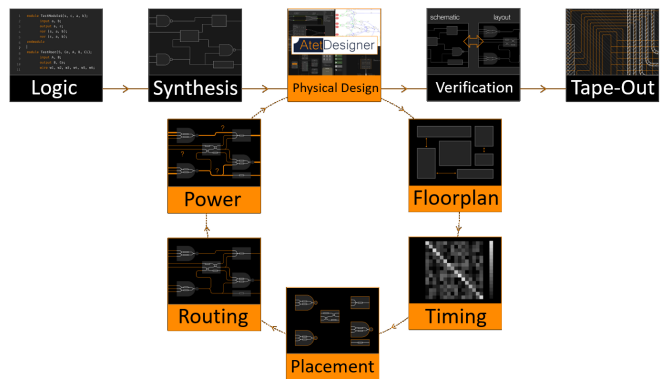 AtetDesigner
schematic layout
Logic
Synthesis
Physical Design
Verification
Tape-Out
?
?
?
Power
Floorplan
Routing
Timing
Placement